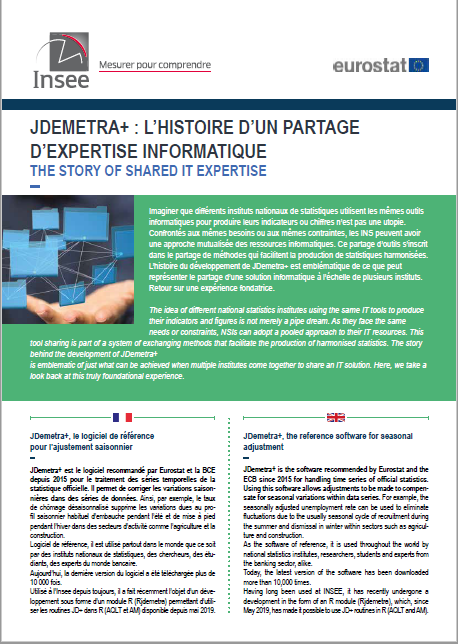 Insee
Mesurer pour comprendre
eurostat
JDEMETRA+ : L'HISTOIRE D'UN PARTAGE
D'EXPERTISE INFORMATIQUE
THE STORY OF SHARED IT EXPERTISE
Imaginer que différents instituts nationaux de statistiques utilisent les mêmes outils
informatiques pour produire leurs indicateurs ou chiffres n'est pas une utopie.
Confrontés aux mêmes besoins ou aux mêmes contraintes, les INS peuvent avoir
une approche mutualisée des ressources informatiques. Ce partage d'outils s'inscrit
dans le partage de méthodes qui facilitent la production de statistiques harmonisées.
L'histoire du développement de JDemetra+ est emblématique de ce que peut
représenter le partage d'une solution informatique à l'échelle de plusieurs instituts.
Retour sur une expérience fondatrice.
The idea of different national statistics institutes using the same IT tools to produce
their indicators and figures is not merely a pipe dream. As they face the same
needs or constraints, NSIs can adopt a pooled approach to their IT resources. This
tool sharing is part of a system of exchanging methods that facilitate the production of harmonised statistics. The story
behind the development of JDemetra+
is emblematic of just what can be achieved when multiple institutes come together to share an IT solution. Here, we take a
look back at this truly foundational experience.
JDemetra+, le logiciel de référence
pour l'ajustement saisonnier
JDemetra+ est le logiciel recommandé par Eurostat et la BCE
depuis 2015 pour le traitement des séries temporelles de la
statistique officielle. Il permet de corriger les variations saison-
nières dans des séries de données. Ainsi, par exemple, le taux
de chômage désaisonnalisé supprime les variations dues au pro-
fil saisonnier habituel d'embauche pendant l'été et de mise à pied
pendant l'hiver dans des secteurs d'activité comme l'agriculture et la
construction.
Logiciel de référence, il est utilisé partout dans le monde que ce soit
par des instituts nationaux de statistiques, des chercheurs, des étu-
diants, des experts du monde bancaire.
Aujourd'hui, la dernière version du logiciel a été téléchargée plus de
10 000 fois.
Utilisé à l'Insee depuis toujours, il a fait récemment l'objet d'un déve-
loppement sous forme d'un module R (Rjdemetra) permettant d'utili-
ser les routines JD+ dans R (AQLT et AM) disponible depuis mai 2019.
JDemetra+, the reference software for seasonal
adjustment
JDemetra+ is the software recommended by Eurostat and the
ECB since 2015 for handling time series of official statistics.
Using this software allows adjustments to be made to compen-
sate for seasonal variations within data series. For example, the
seasonally adjusted unemployment rate can be used to eliminate
fluctuations due to the usually seasonal cycle of recruitment during
the summer and dismissal in winter within sectors such as agricul-
ture and construction.
As the software of reference, it is used throughout the world by
national statistics institutes, researchers, students and experts from
the banking sector, alike.
Today, the latest version of the software has been downloaded
more than 10,000 times.
Having long been used at INSEE, it has recently undergone a
development in the form of an R module (Rjdemetra), which, since
May 2019, has made it possible to use JD+ routines in R (AQLT and AM).